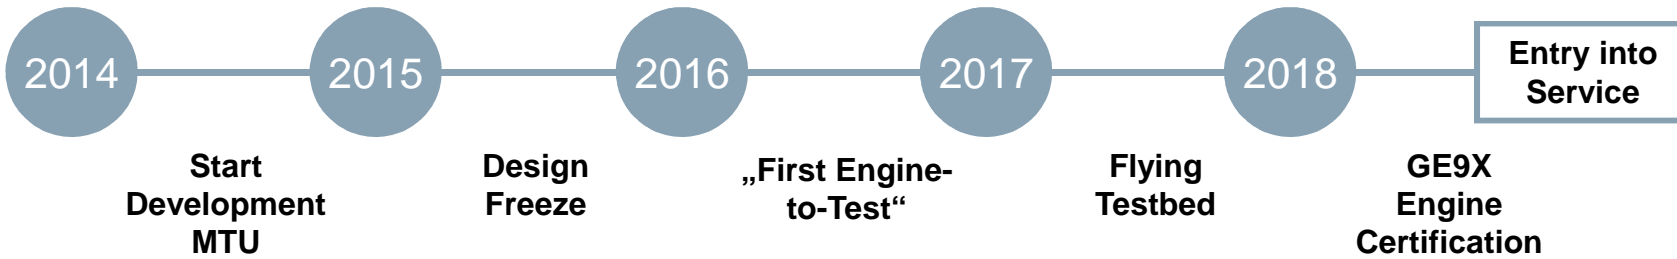 2014
2015
2016
2017
2018
Entry into
Service
Start
Development
MTU
Design
Freeze
„First Engine-
to-Test“
Flying
Testbed
GE9X
Engine
Certification